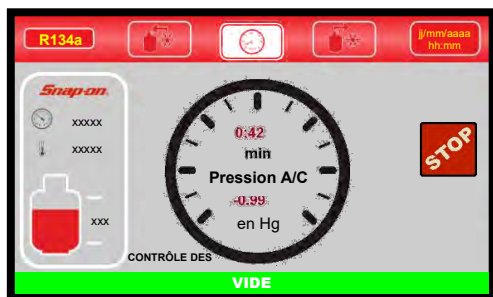 R134a
jj/mm/aaaa
hh:mm
Snap-on
xxxxx
xxxxx
xxx
0:42
min
Pression A/C
-0.99
en Hg
STOP
CONTRÔLE DES
VIDE